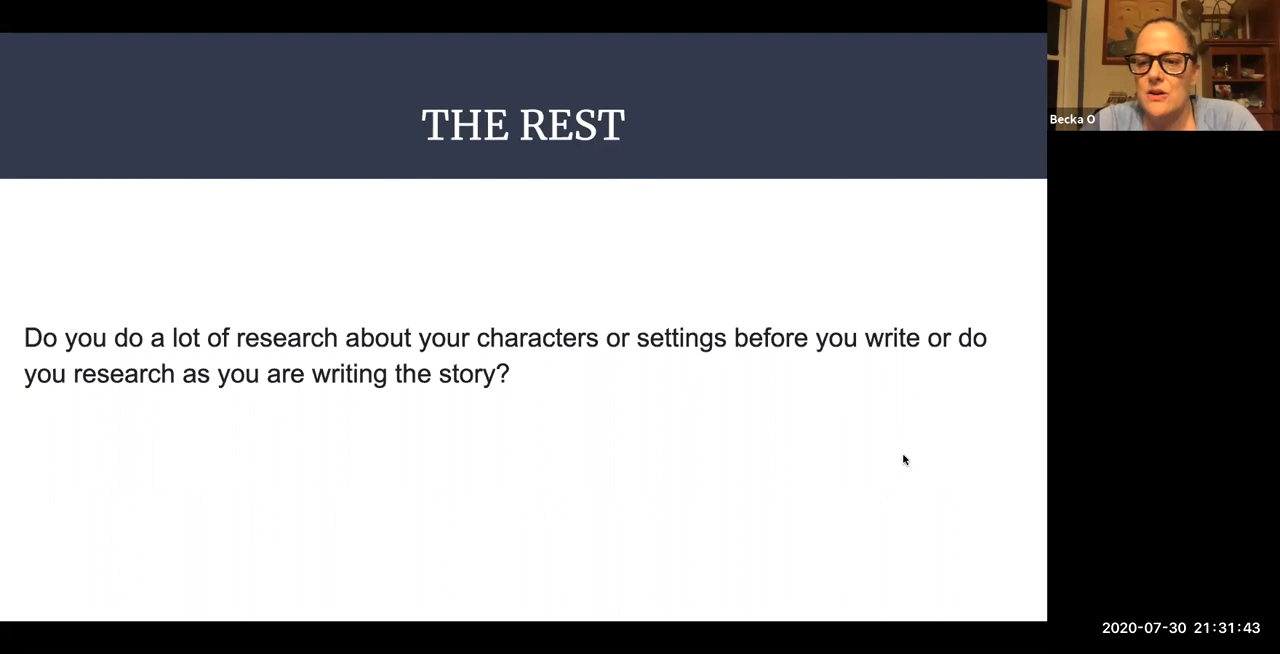 THE REST
Becka O
Do you do a lot of research about your characters or settings before you write or do
you research as you are writing the story?
2020-07-30 21:31:43